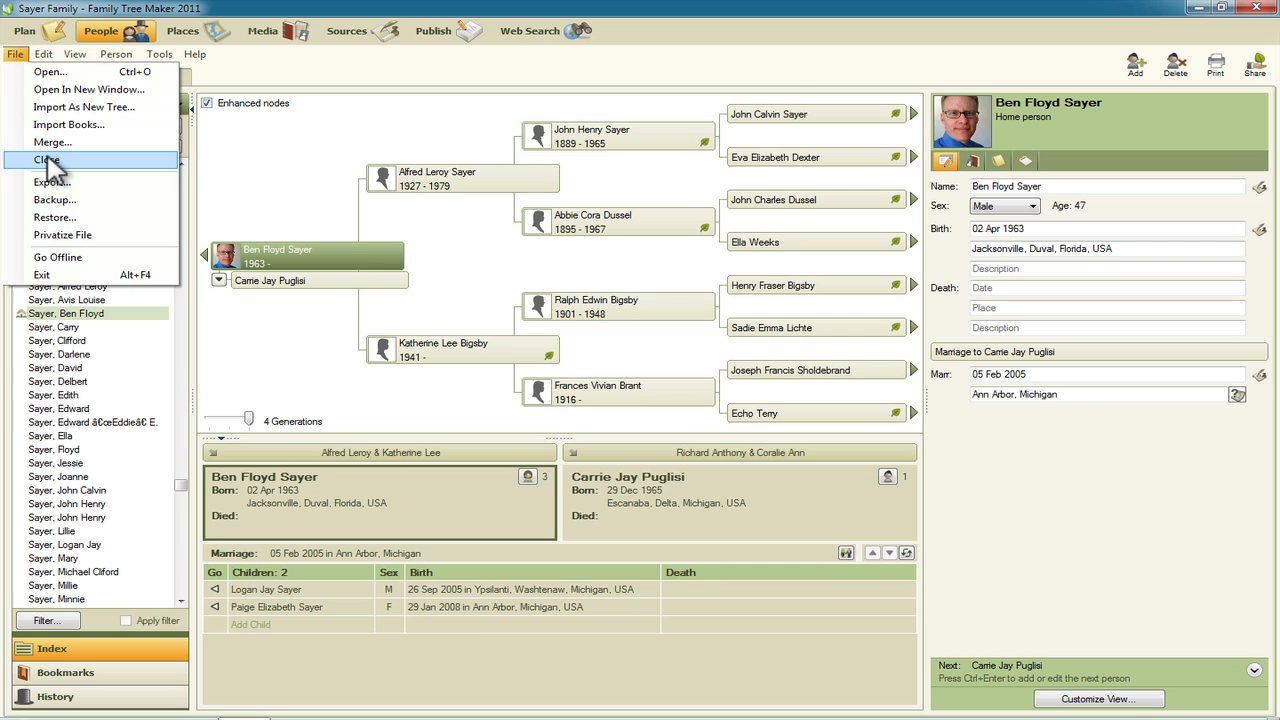 Sayer Family - Family Tree Maker 2011
Plan
People
Places
Media
Sources
Publish
Web Search
File
Edit
View
Person
Tools
Help
Open... Ctrl+O
Open In New Window...
Import As New Tree...
Import Books...
Merge...
Backup...
Restore...
Privatize File
Go Offline
Exit Alt+F4
Add
Delete
Print
Share
Sayer, Alfred Leroy
Sayer, Avis Louise
Sayer, Ben Floyd
Sayer, Carry
Sayer, Clifford
Sayer, Darlene
Sayer, David
Sayer, Delbert
Sayer, Edith
Sayer, Edward
Sayer, Edward â€œEddieâ€ E.
Sayer, Ella
Sayer, Floyd
Sayer, Jessie
Sayer, Joanne
Sayer, John Calvin
Sayer, John Henry
Sayer, John Henry
Sayer, Lillie
Sayer, Logan Jay
Sayer, Mary
Sayer, Michael Cliford
Sayer, Millie
Sayer, Minnie
Filter...
Apply filter
Index
Bookmarks
History
Enhanced nodes
Ben Floyd Sayer
1963 -
Carrie Jay Puglisi
Alfred Leroy Sayer
1927 - 1979
Katherine Lee Bigsby
1941 -
John Henry Sayer
1889 - 1965
Abbie Cora Dussel
1895 - 1967
Ralph Edwin Bigsby
1901 - 1948
Frances Vivian Brant
1916 -
John Calvin Sayer
Eva Elizabeth Dexter
John Charles Dussel
Ella Weeks
Henry Fraser Bigsby
Sadie Emma Lichte
Joseph Francis Sholdebrand
Echo Terry
4 Generations
Alfred Leroy & Katherine Lee
Richard Anthony & Coralie Ann
Ben Floyd Sayer 3
Born: 02 Apr 1963
Jacksonville, Duval, Florida, USA
Died:
Carrie Jay Puglisi 1
Born: 29 Dec 1965
Escanaba, Delta, Michigan, USA
Died:
Marriage: 05 Feb 2005 in Ann Arbor, Michigan
Go Children: 2 Sex Birth Death
Logan Jay Sayer M 26 Sep 2005 in Ypsilanti, Washtenaw, Michigan, USA
Paige Elizabeth Sayer F 29 Jan 2008 in Ann Arbor, Michigan, USA
Add Child
Ben Floyd Sayer
Home person
Name: Ben Floyd Sayer
Sex: Male Age: 47
Birth: 02 Apr 1963
Jacksonville, Duval, Florida, USA
Description
Death: Date
Place
Description
Marriage to Carrie Jay Puglisi
Marr: 05 Feb 2005
Ann Arbor, Michigan
Next: Carrie Jay Puglisi
Press Ctrl+Enter to add or edit the next person
Customize View...